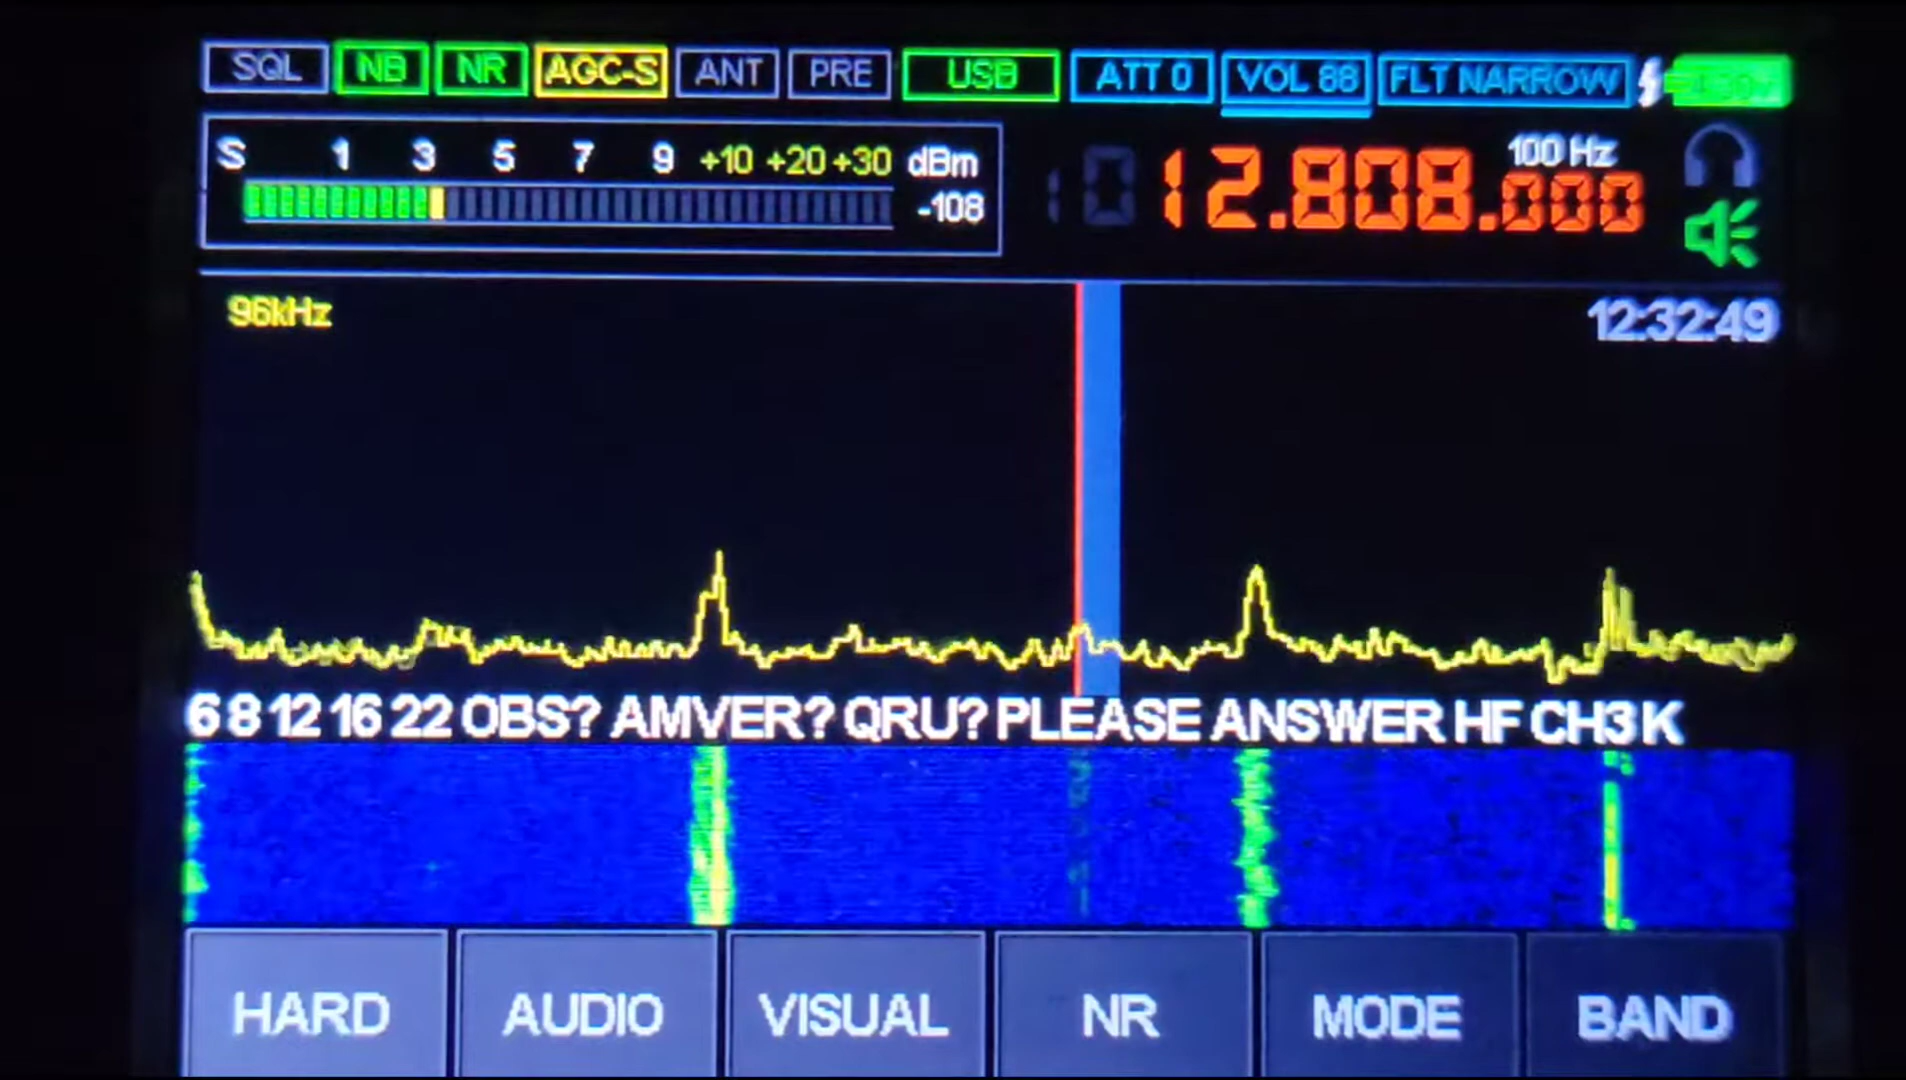 SQL NB NR AGC-S ANT PRE USB ATT 0 VOL 88 FLT NARROW
S 1 3 5 7 9 +10 +20 +30 dBm
-108
100 Hz
10 12.808.000
96kHz
12:32:49
6 8 12 16 22 OBS? AMVER? QRU? PLEASE ANSWER HF CH3 K
HARD AUDIO VISUAL NR MODE BAND